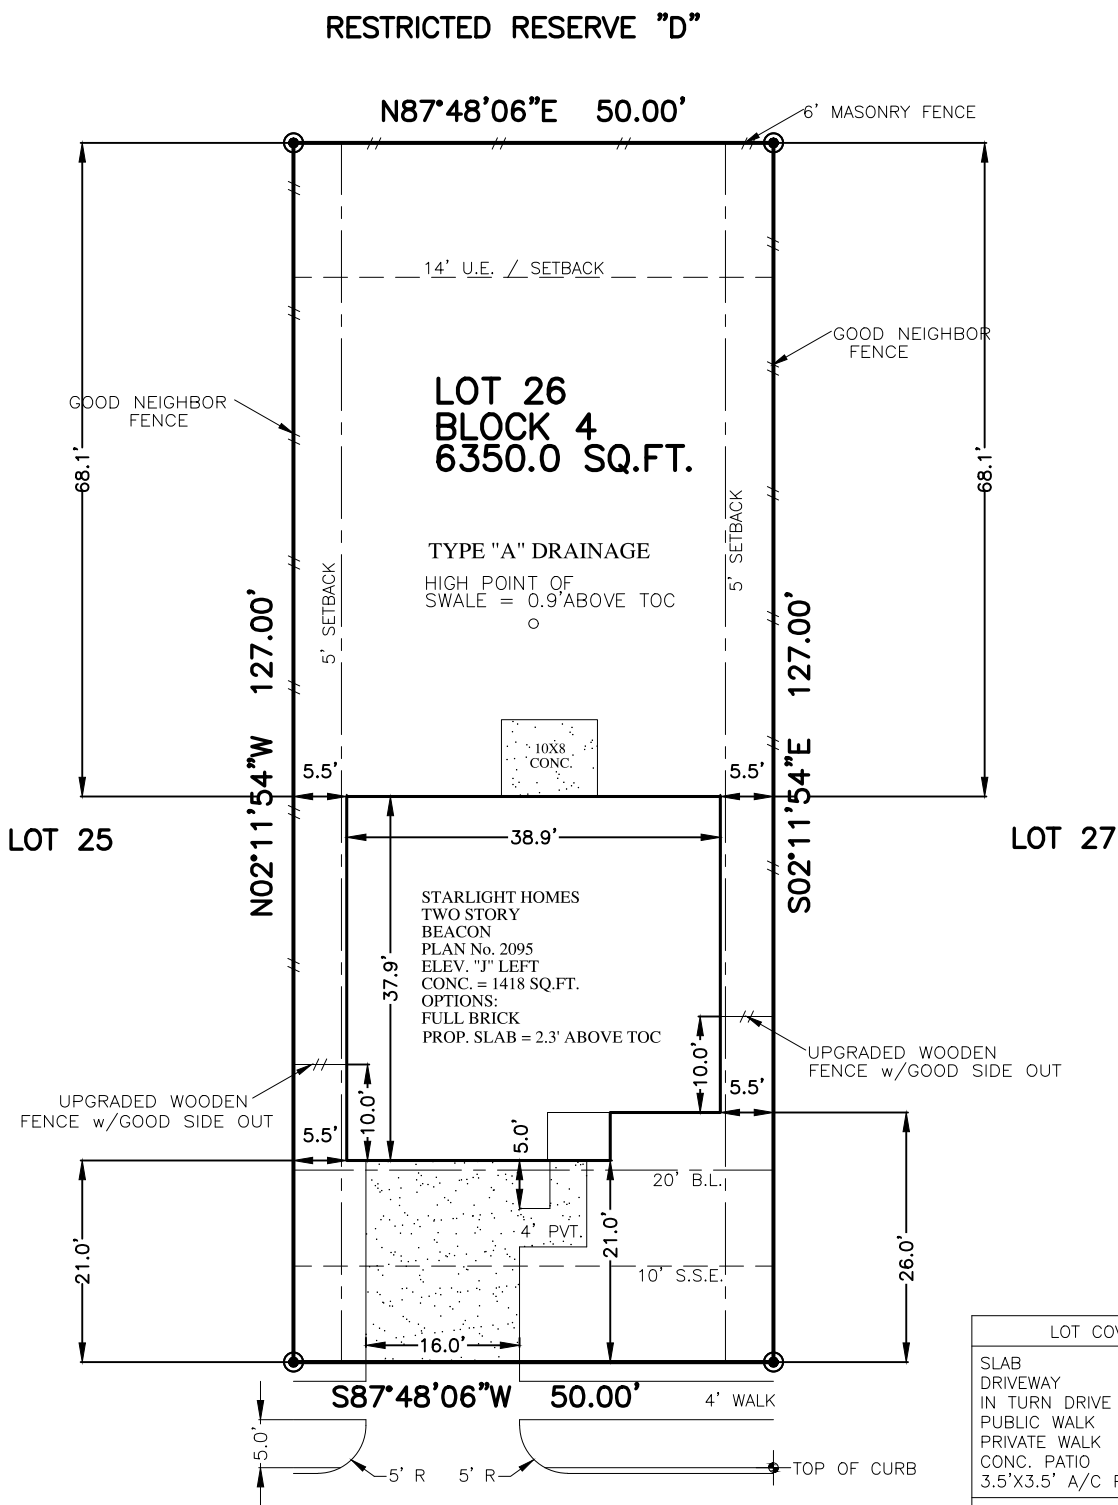 RESTRICTED RESERVE "D"
N87°48'06"E 50.00'
6' MASONRY FENCE
14' U.E. / SETBACK
GOOD NEIGHBOR
FENCE
GOOD NEIGHBOR
FENCE
LOT 26
BLOCK 4
6350.0 SQ.FT.
68.1'
68.1'
5' SETBACK
5' SETBACK
TYPE "A" DRAINAGE
HIGH POINT OF
SWALE = 0.9'ABOVE TOC
N02°11'54"W 127.00'
S02°11'54"E 127.00'
10X8
CONC.
5.5'
5.5'
LOT 25
LOT 27
38.9'
37.9'
STARLIGHT HOMES
TWO STORY
BEACON
PLAN No. 2095
ELEV. "J" LEFT
CONC. = 1418 SQ.FT.
OPTIONS:
FULL BRICK
PROP. SLAB = 2.3' ABOVE TOC
10.0'
UPGRADED WOODEN
FENCE w/GOOD SIDE OUT
UPGRADED WOODEN
FENCE w/GOOD SIDE OUT
10.0'
5.5'
5.5'
5.0'
20' B.L.
4' PVT.
21.0'
21.0'
26.0'
10' S.S.E.
16.0'
S87°48'06"W 50.00'
4' WALK
5.0'
5' R
5' R
TOP OF CURB
LOT
SLAB
DRIVEWAY
IN TURN DRIVE
PUBLIC WALK
PRIVATE WALK
CONC. PATIO
3.5'X3.5' A/C